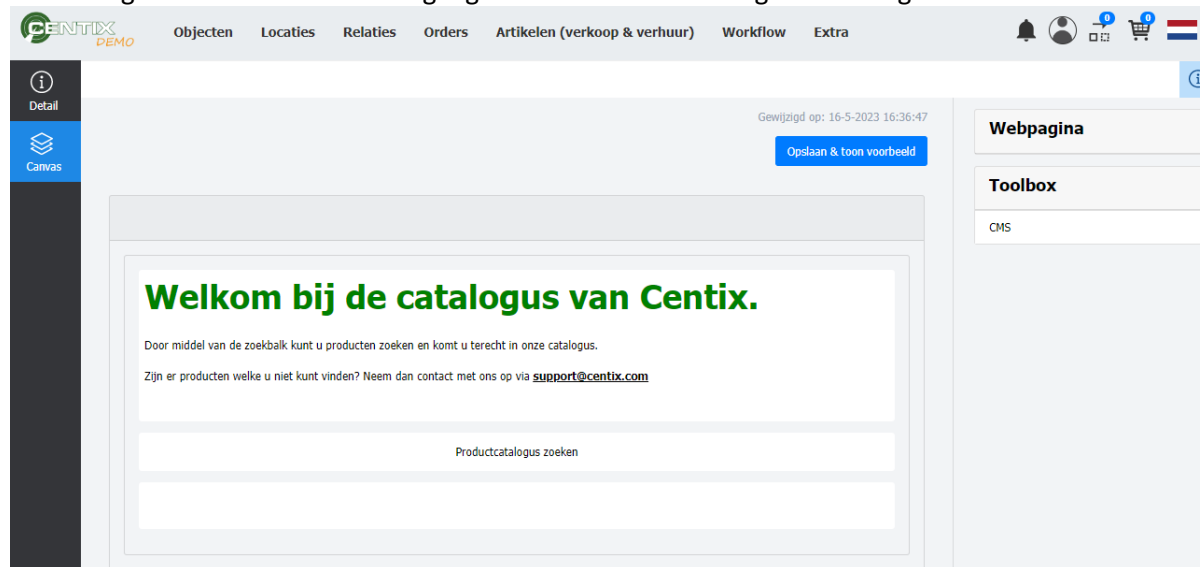 CENTIX
DEMO
Objecten Locaties Relaties Orders Artikelen (verkoop & verhuur) Workflow Extra
0 0
Detail
Canvas
Gewijzigd op: 16-5-2023 16:36:47
Opslaan & toon voorbeeld
Webpagina
Toolbox
CMS
Welkom bij de catalogus van Centix.
Door middel van de zoekbalk kunt u producten zoeken en komt u terecht in onze catalogus.
Zijn er producten welke u niet kunt vinden? Neem dan contact met ons op via support@centix.com
Productcatalogus zoeken